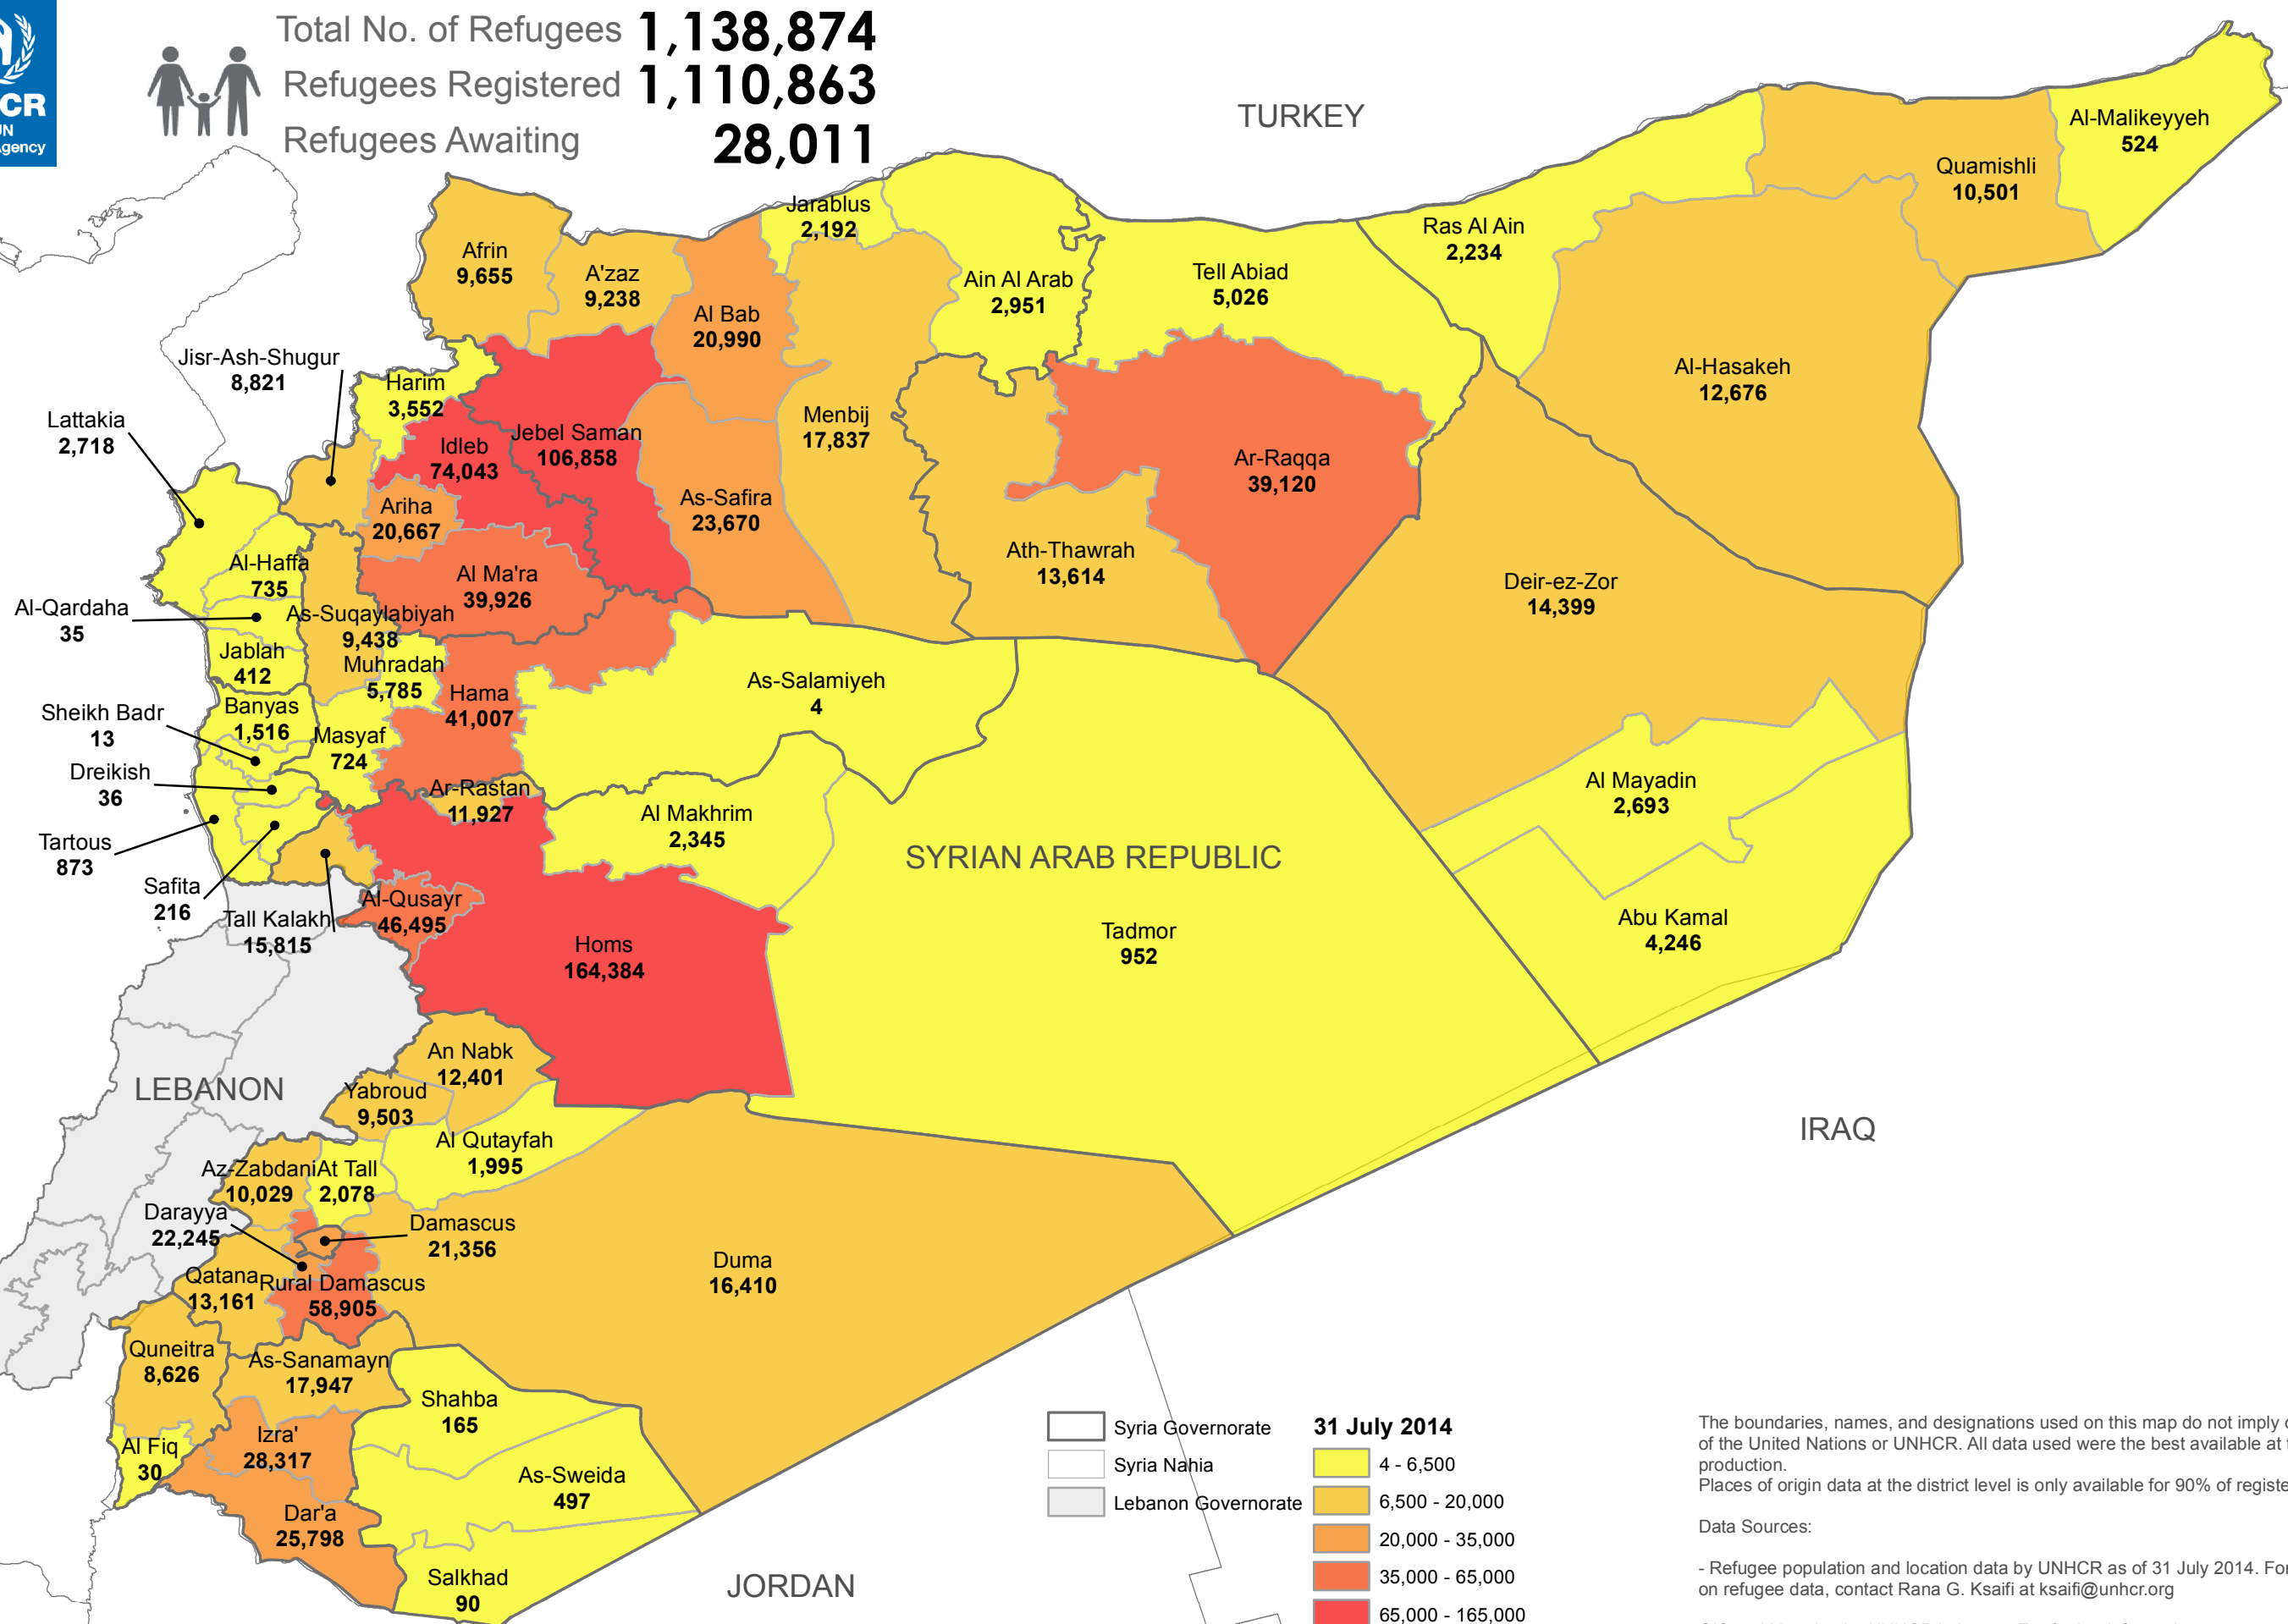 CR
UN
Agency
Total No. of Refugees 1,138,874
Refugees Registered 1,110,863
Refugees Awaiting 28,011
TURKEY
Al-Malikeyyeh
524
Quamishli
10,501
Jarablus
2,192
Ras Al Ain
2,234
Afrin
9,655
A'zaz
9,238
Ain Al Arab
2,951
Tell Abiad
5,026
Al Bab
20,990
Jisr-Ash-Shugur
8,821
Harim
3,552
Al-Hasakeh
12,676
Lattakia
2,718
Idleb
74,043
Jebel Saman
106,858
Menbij
17,837
Ar-Raqqa
39,120
Ariha
20,667
As-Safira
23,670
Al-Haffa
735
Al Ma'ra
39,926
Ath-Thawrah
13,614
Deir-ez-Zor
14,399
Al-Qardaha
35
As-Suqaylabiyah
9,438
Jablah
412
Muhradah
5,785
Hama
41,007
As-Salamiyeh
4
Sheikh Badr
13
Banyas
1,516
Masyaf
724
Dreikish
36
Ar-Rastan
11,927
Al Makhrim
2,345
Al Mayadin
2,693
Tartous
873
SYRIAN ARAB REPUBLIC
Safita
216
Tall Kalakh
15,815
Al-Qusayr
46,495
Homs
164,384
Tadmor
952
Abu Kamal
4,246
LEBANON
An Nabk
12,401
Yabroud
9,503
IRAQ
Al Qutayfah
1,995
Az-Zabdani
10,029
At Tall
2,078
Darayya
22,245
Damascus
21,356
Duma
16,410
Qatana
13,161
Rural Damascus
58,905
Quneitra
8,626
As-Sanamayn
17,947
Shahba
165
Al Fiq
30
Izra'
28,317
As-Sweida
497
Dar'a
25,798
Salkhad
90
JORDAN
Syria Governorate
Syria Nahia
Lebanon Governorate
31 July 2014
4 - 6,500
6,500 - 20,000
20,000 - 35,000
35,000 - 65,000
65,000 - 165,000
The boundaries, names, and designations used on this map do not imply
of the United Nations or UNHCR. All data used were the best available at
production.
Places of origin data at the district level is only available for 90% of
Data Sources:
- Refugee population and location data by UNHCR as of 31 July 2014. For
on refugee data, contact Rana G. Ksaifi at ksaifi@unhcr.org